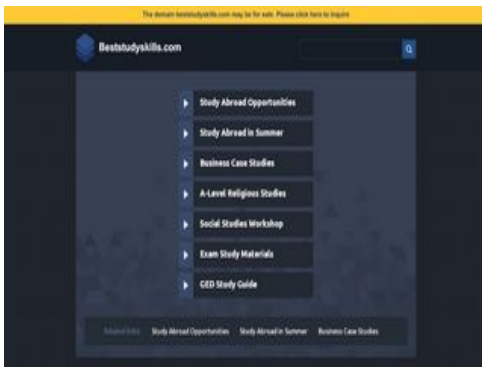 The domain beststudyskills.com may be for sale. Please click here to inquire
Beststudyskills.com
Study Abroad Opportunities
Study Abroad in Summer
Business Case Studies
A-Level Religious Studies
Social Studies Workshop
Exam Study Materials
GED Study Guide
Related links Study Abroad Opportunities Study Abroad in Summer Business Case Studies